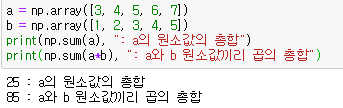 a = np.array([3, 4, 5, 6, 7])
b = np.array([1, 2, 3, 4, 5])
print(np.sum(a), ": a의 원소값의 총합")
print(np.sum(a*b), ": a와 b 원소값끼리 곱의 총합")
25 : a의 원소값의 총합
85 : a와 b 원소값끼리 곱의 총합